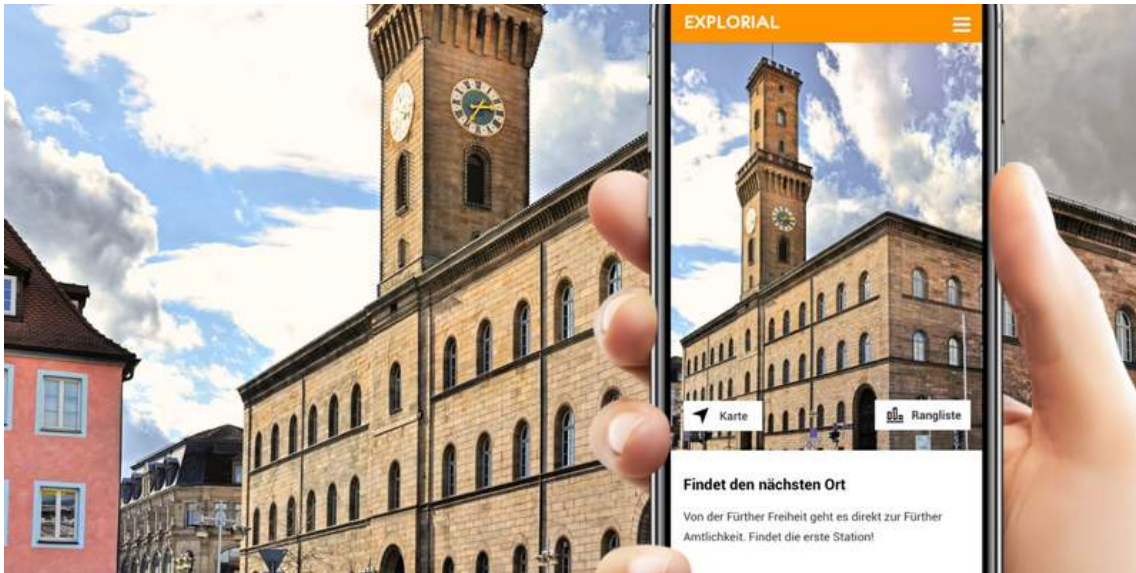 EXPLORIAL
Karte
Rangliste
Findet den nächsten Ort
Von der Fürther Freiheit geht es direkt zur Fürther
Amtlichkeit. Findet die erste Station!